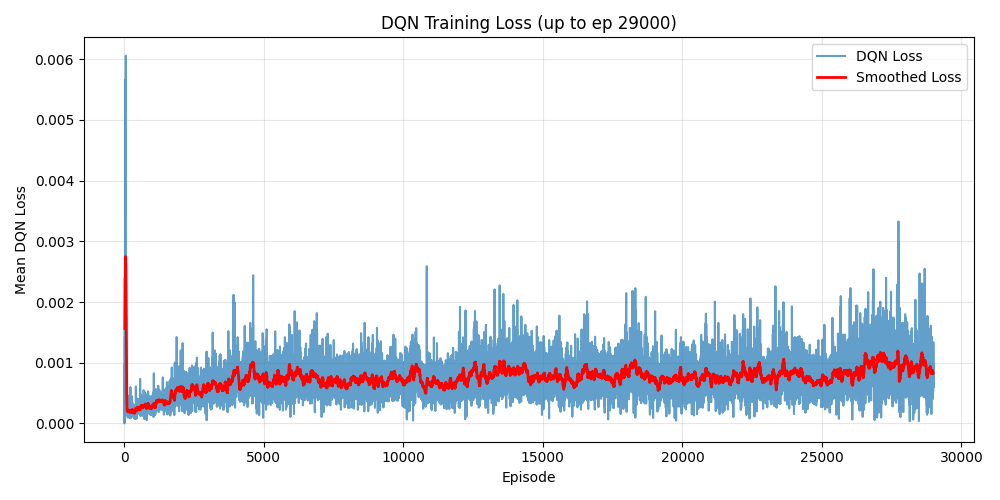 DQN Training Loss (up to ep 29000)
DQN Loss
Smoothed Loss
Mean DQN Loss
0.006
0.005
0.004
0.003
0.002
0.001
0.000
0 5000 10000 15000 20000 25000 30000
Episode